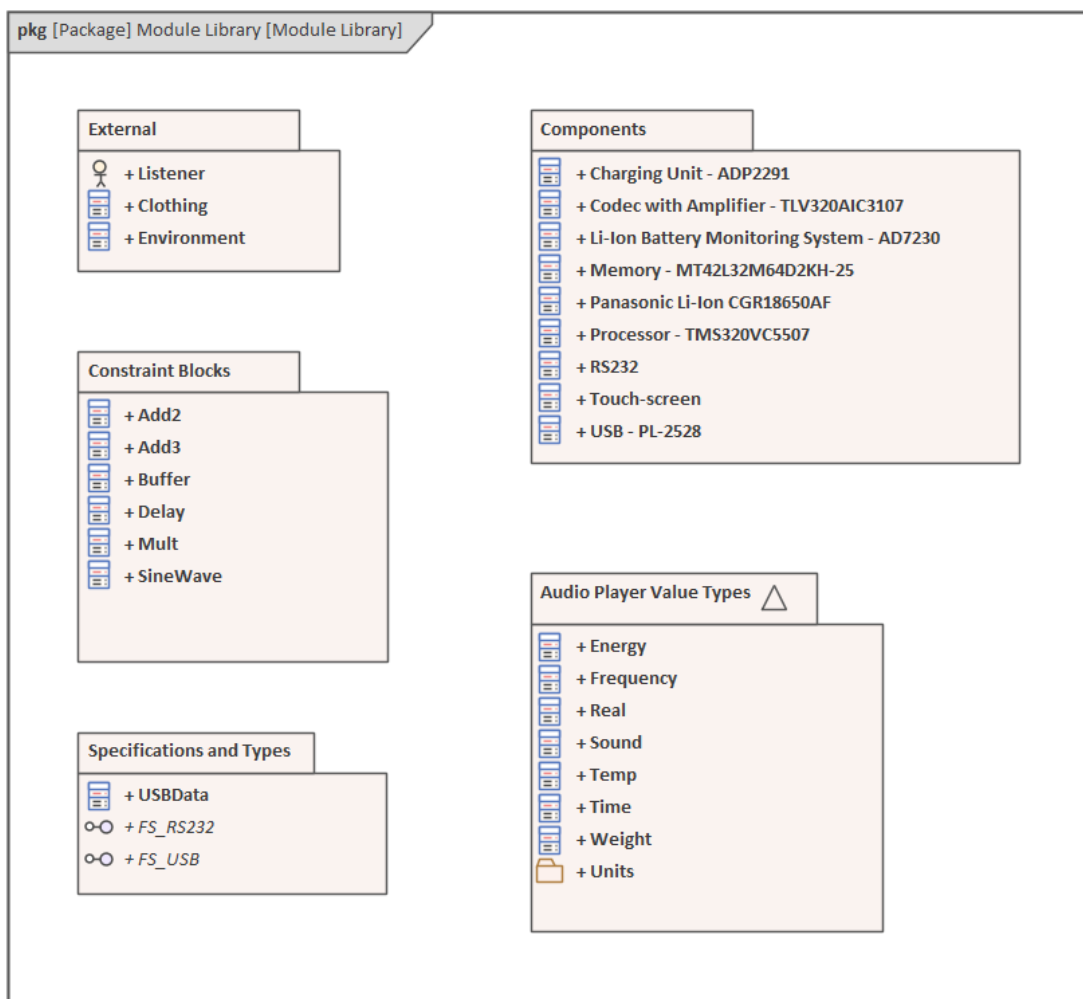 pkg [Package] Module Library [Module Library]
External
+ Listener
+ Clothing
+ Environment
Components
+ Charging Unit - ADP2291
+ Codec with Amplifier - TLV320AIC3107
+ Li-Ion Battery Monitoring System - AD7230
+ Memory - MT42L32M64D2KH-25
+ Panasonic Li-Ion CGR18650AF
+ Processor - TMS320VC5507
+ RS232
+ Touch-screen
+ USB - PL-2528
Constraint Blocks
+ Add2
+ Add3
+ Buffer
+ Delay
+ Mult
+ SineWave
Audio Player Value Types
+ Energy
+ Frequency
+ Real
+ Sound
+ Temp
+ Time
+ Weight
+ Units
Specifications and Types
+ USBData
+ FS_RS232
+ FS_USB